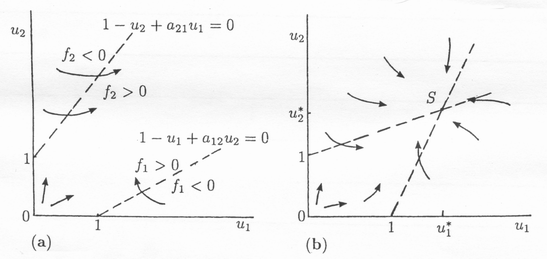 u₂
1 − u₂ + a₂₁u₁ = 0
f₂ < 0
f₂ > 0
1 − u₁ + a₁₂u₂ = 0
f₁ > 0
f₁ < 0
1
0
1
u₁
(a)
u₂
S
u₂*
1
0
1
u₁*
u₁
(b)